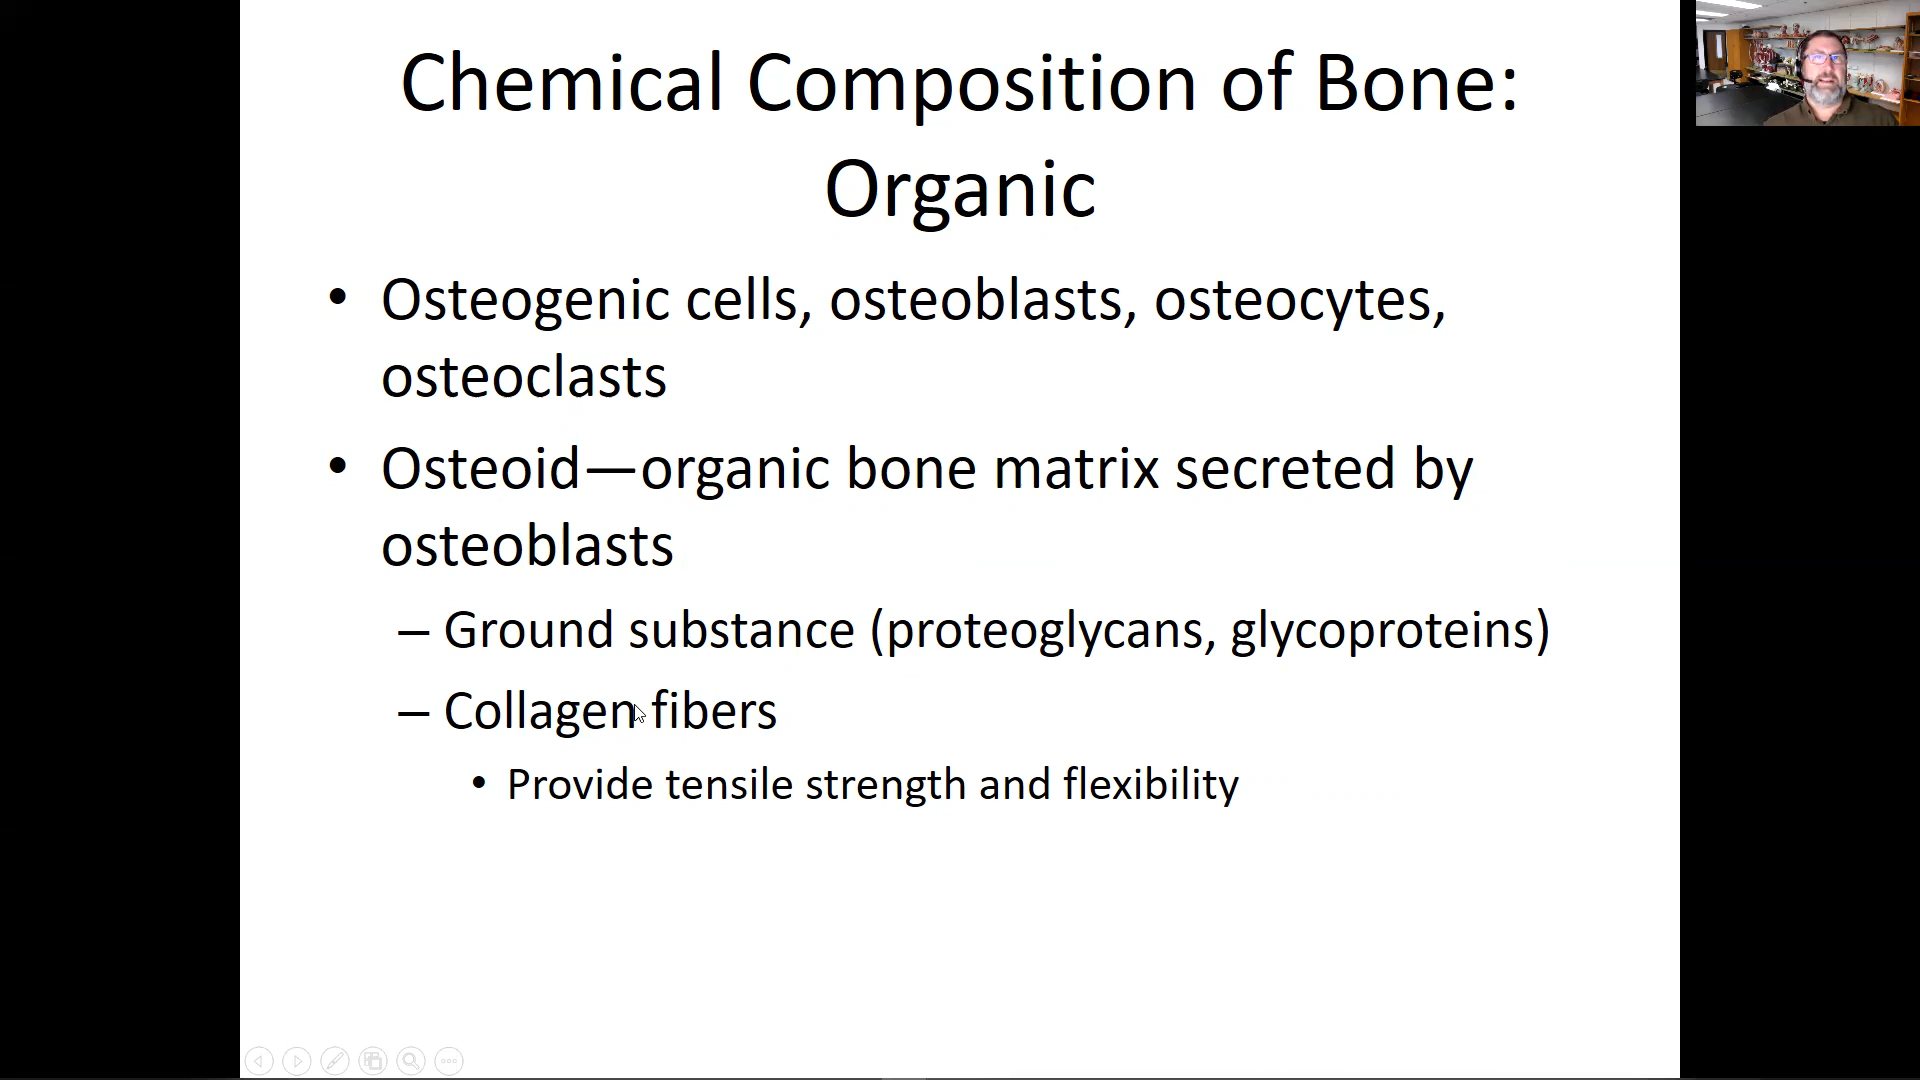 Chemical Composition of Bone:
Organic
• Osteogenic cells, osteoblasts, osteocytes,
osteoclasts
• Osteoid—organic bone matrix secreted by
osteoblasts
– Ground substance (proteoglycans, glycoproteins)
– Collagen fibers
• Provide tensile strength and flexibility